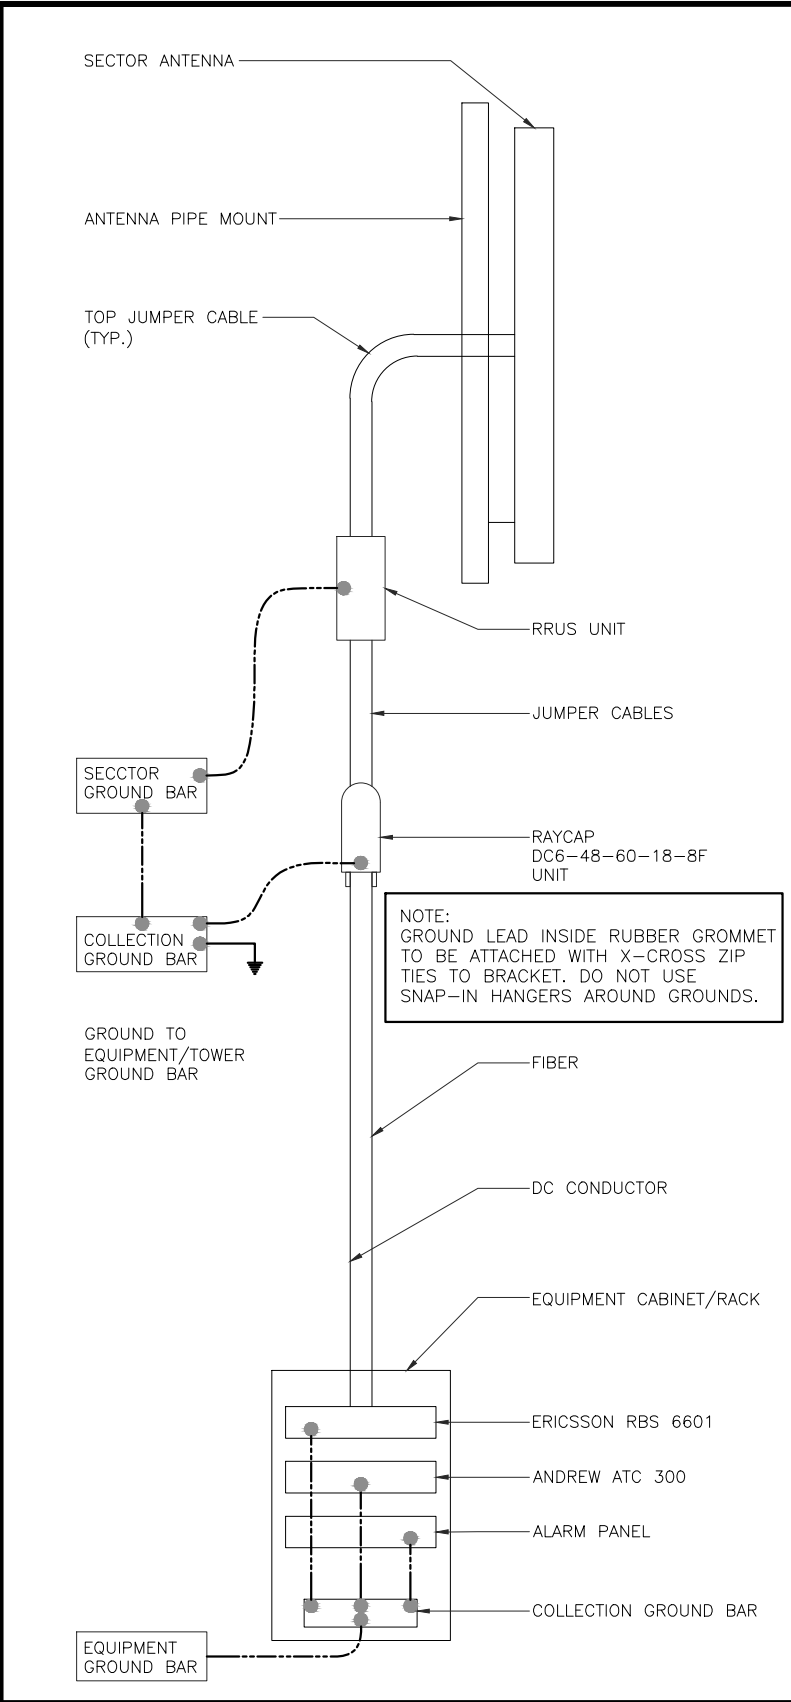 SECTOR ANTENNA
ANTENNA PIPE MOUNT
TOP JUMPER CABLE
(TYP.)
RRUS UNIT
JUMPER CABLES
SECCTOR
GROUND BAR
RAYCAP
DC6-48-60-18-8F
UNIT
COLLECTION
GROUND BAR
NOTE:
GROUND LEAD INSIDE RUBBER GROMMET
TO BE ATTACHED WITH X-CROSS ZIP
TIES TO BRACKET. DO NOT USE
SNAP-IN HANGERS AROUND GROUNDS.
GROUND TO
EQUIPMENT/TOWER
GROUND BAR
FIBER
DC CONDUCTOR
EQUIPMENT CABINET/RACK
ERICSSON RBS 6601
ANDREW ATC 300
ALARM PANEL
COLLECTION GROUND BAR
EQUIPMENT
GROUND BAR